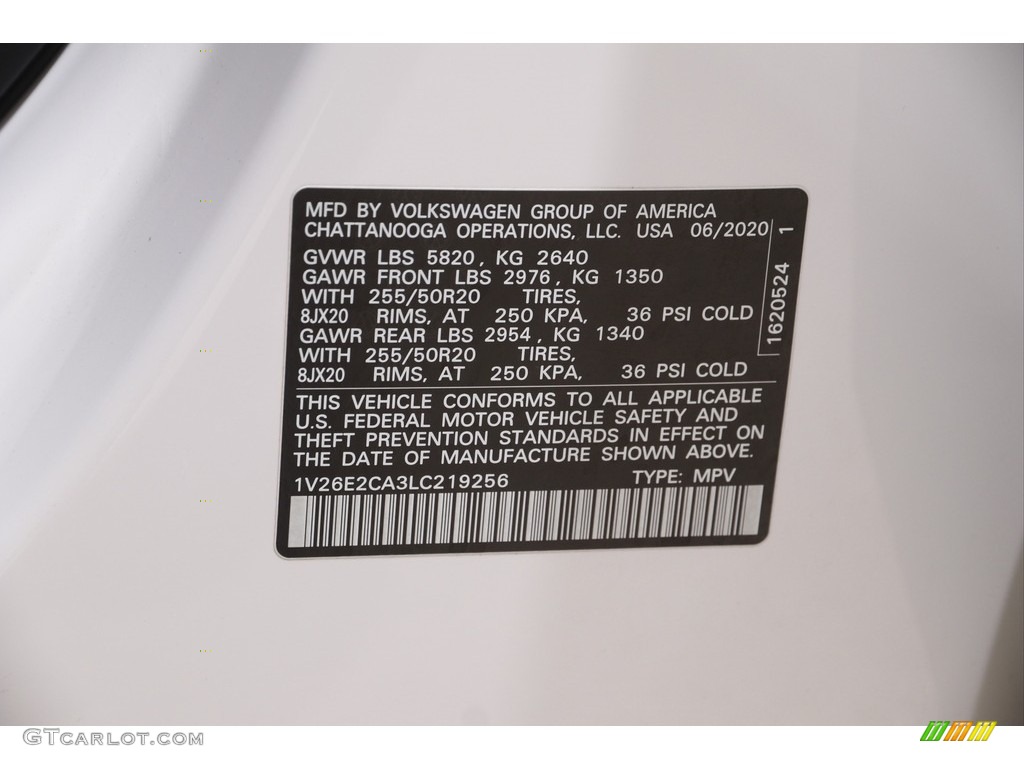 MFD BY VOLKSWAGEN GROUP OF AMERICA
CHATTANOOGA OPERATIONS, LLC. USA 06/2020
GVWR LBS 5820, KG 2640
GAWR FRONT LBS 2976, KG 1350
WITH 255/50R20 TIRES,
8JX20 RIMS, AT 250 KPA, 36 PSI COLD
GAWR REAR LBS 2954, KG 1340
WITH 255/50R20 TIRES,
8JX20 RIMS, AT 250 KPA, 36 PSI COLD
1620524 1
THIS VEHICLE CONFORMS TO ALL APPLICABLE
U.S. FEDERAL MOTOR VEHICLE SAFETY AND
THEFT PREVENTION STANDARDS IN EFFECT ON
THE DATE OF MANUFACTURE SHOWN ABOVE.
1V26E2CA3LC219256 TYPE: MPV
GTCarlot.com